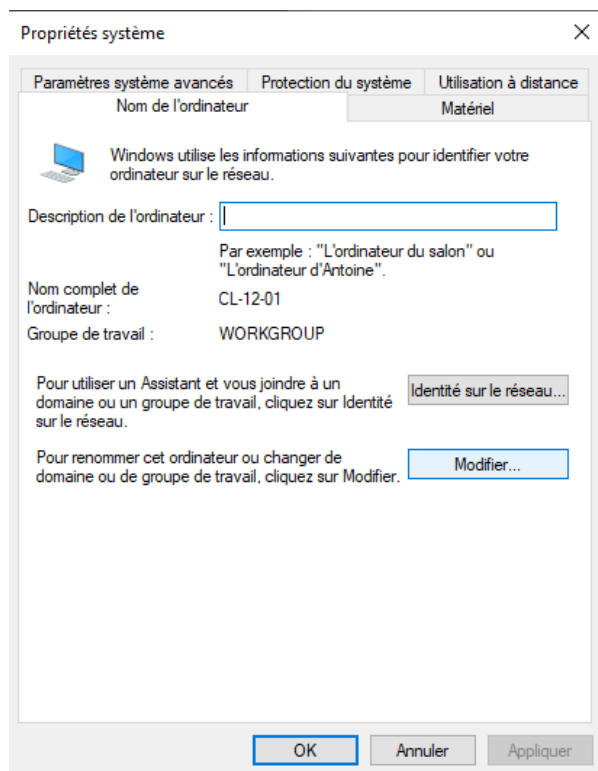 Propriétés système
Paramètres système avancés Protection du système Utilisation à distance
Nom de l'ordinateur Matériel
Windows utilise les informations suivantes pour identifier votre
ordinateur sur le réseau.
Description de l'ordinateur :
Par exemple : "L'ordinateur du salon" ou
"L'ordinateur d'Antoine".
Nom complet de
l'ordinateur :
CL-12-01
Groupe de travail : WORKGROUP
Pour utiliser un Assistant et vous joindre à un
domaine ou un groupe de travail, cliquez sur Identité
sur le réseau.
Identité sur le réseau...
Pour renommer cet ordinateur ou changer de
domaine ou de groupe de travail, cliquez sur Modifier.
Modifier...
OK Annuler Appliquer